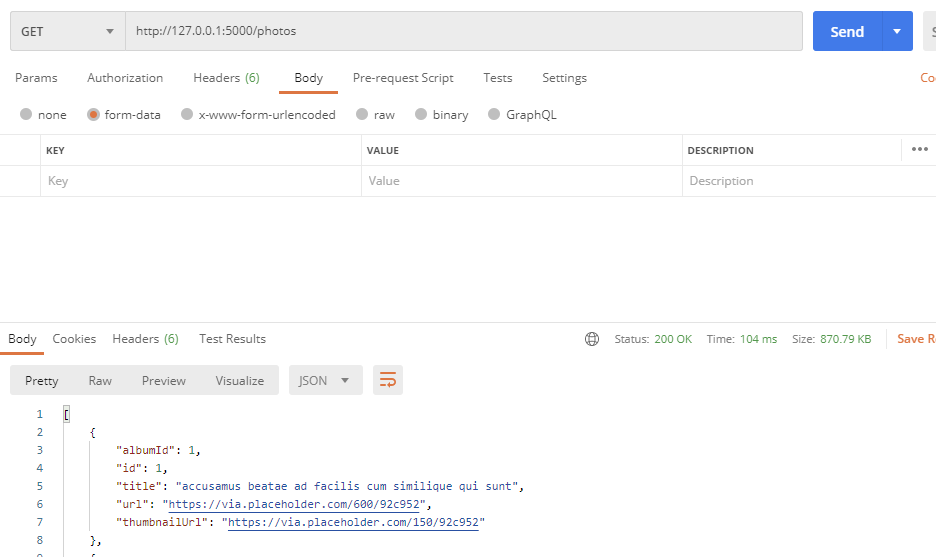 GET http://127.0.0.1:5000/photos Send S
Params Authorization Headers (6) Body Pre-request Script Tests Settings Co
none form-data x-www-form-urlencoded raw binary GraphQL
KEY VALUE DESCRIPTION •••
Key Value Description
Body Cookies Headers (6) Test Results Status: 200 OK Time: 104 ms Size: 870.79 KB Save R
Pretty Raw Preview Visualize JSON
1 [
2 {
3 "albumId": 1,
4 "id": 1,
5 "title": "accusamus beatae ad facilis cum similique qui sunt",
6 "url": "https://via.placeholder.com/600/92c952",
7 "thumbnailUrl": "https://via.placeholder.com/150/92c952"
8 },
9 {